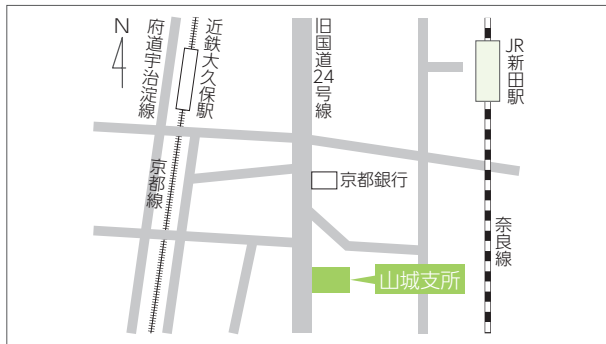 N
府道宇治淀線
近鉄大久保駅
旧国道24号線
JR新田駅
京都線
京都銀行
奈良線
山城支所